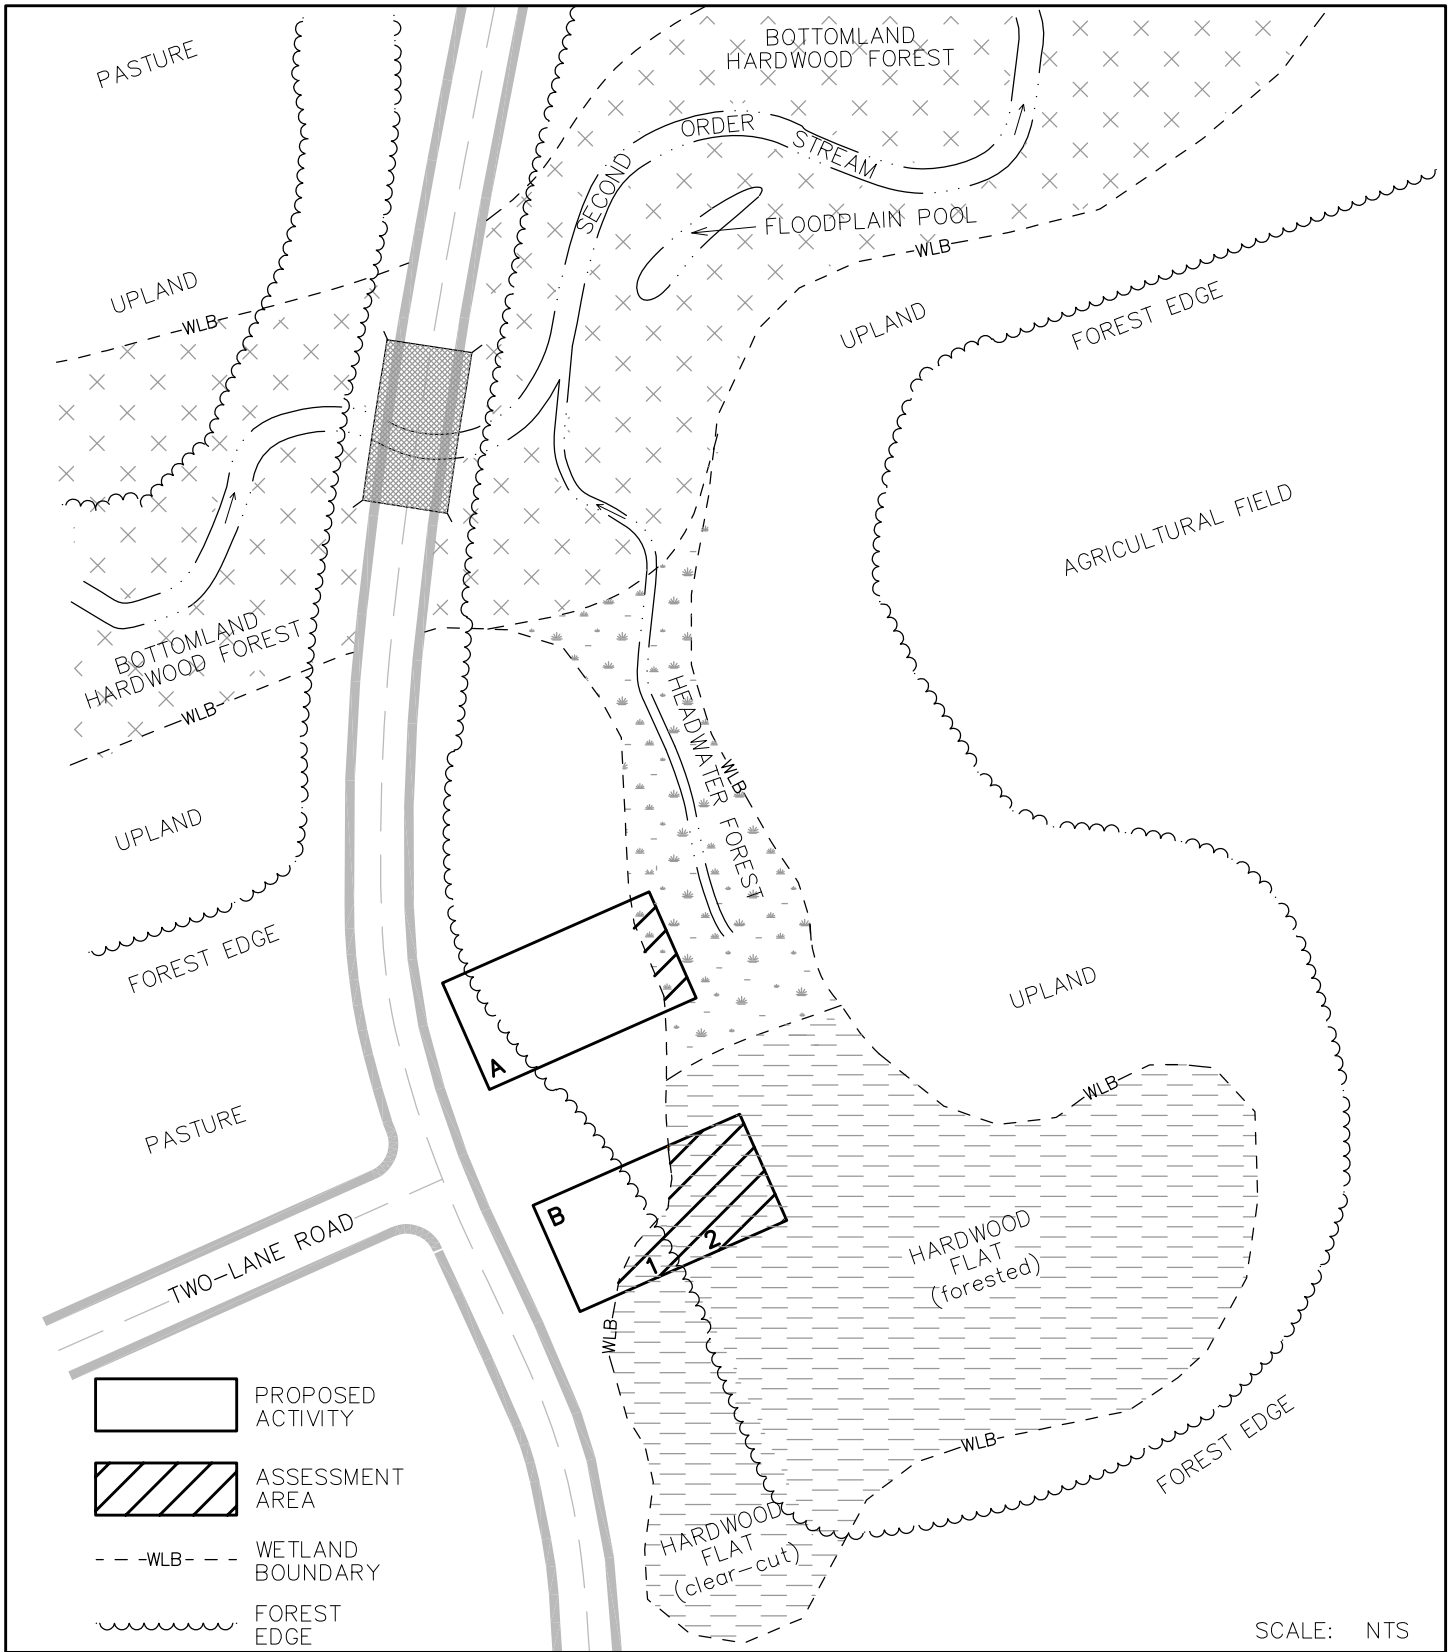 PASTURE
BOTTOMLAND
HARDWOOD FOREST
SECOND
ORDER
STREAM
FLOODPLAIN POOL
WLB
UPLAND
WLB
UPLAND
FOREST EDGE
AGRICULTURAL FIELD
BOTTOMLAND
HARDWOOD FOREST
WLB
HEADWATER FOREST
WLB
UPLAND
FOREST EDGE
UPLAND
A
PASTURE
WLB
B
1
2
TWO-LANE ROAD
HARDWOOD
FLAT
(forested)
WLB
WLB
FOREST EDGE
HARDWOOD
FLAT
(clear-cut)
PROPOSED
ACTIVITY
ASSESSMENT
AREA
WLB
WETLAND
BOUNDARY
FOREST
EDGE
SCALE: NTS